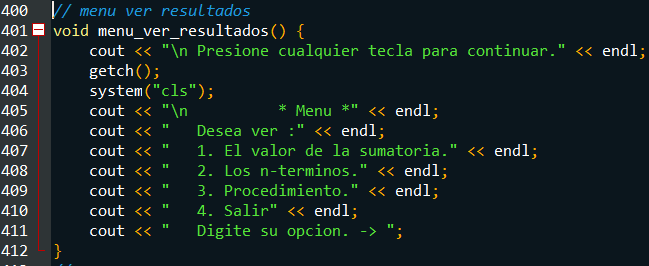 400 // menu ver resultados
401 void menu_ver_resultados() {
402     cout << "\n Presione cualquier tecla para continuar." << endl;
403     getch();
404     system("cls");
405     cout << "\n          * Menu *" << endl;
406     cout << "   Desea ver :" << endl;
407     cout << "   1. El valor de la sumatoria." << endl;
408     cout << "   2. Los n-terminos." << endl;
409     cout << "   3. Procedimiento." << endl;
410     cout << "   4. Salir" << endl;
411     cout << "   Digite su opcion. -> ";
412 }